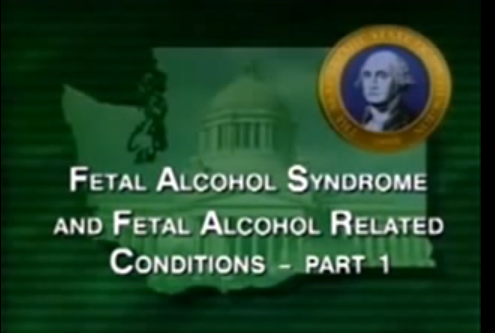 Fetal Alcohol Syndrome
and Fetal Alcohol Related
Conditions – part 1